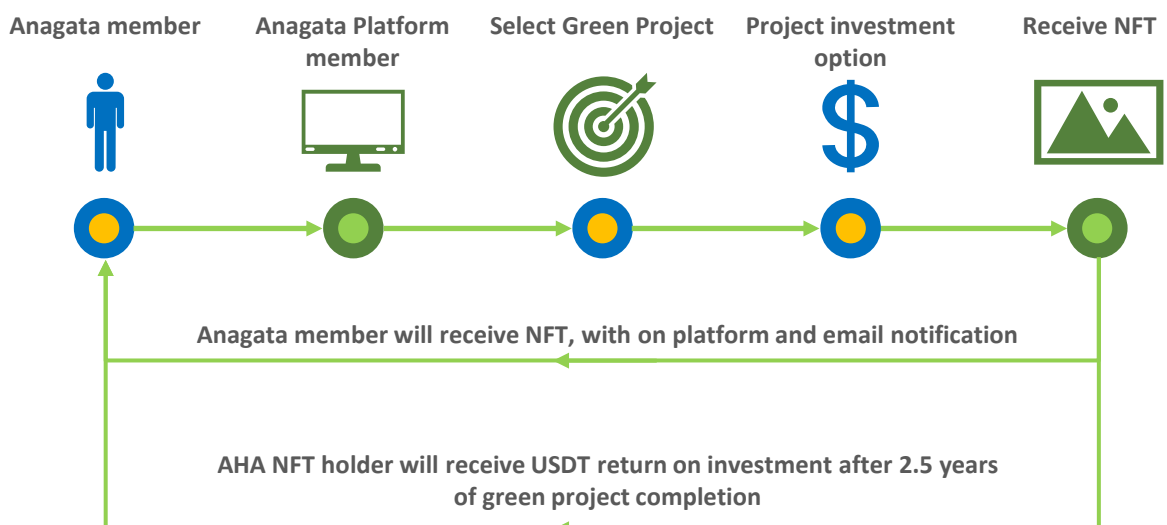 Anagata member
Anagata Platform
member
Select Green Project
Project investment
option
Receive NFT
$
Anagata member will receive NFT, with on platform and email notification
AHA NFT holder will receive USDT return on investment after 2.5 years
of green project completion